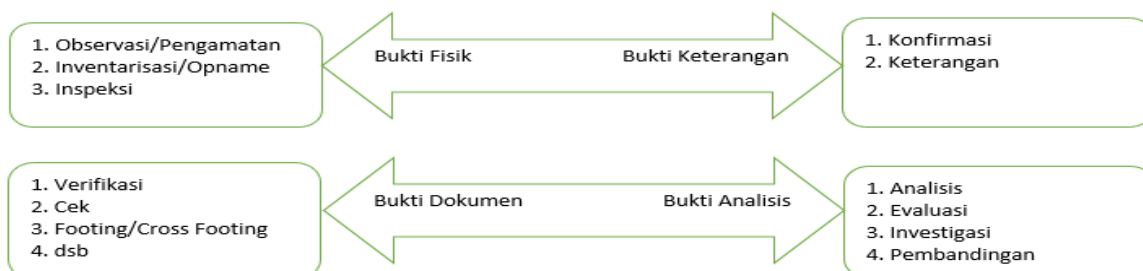 1. Observasi/Pengamatan
2. Inventarisasi/Opname
3. Inspeksi
Bukti Fisik
Bukti Keterangan
1. Konfirmasi
2. Keterangan
1. Verifikasi
2. Cek
3. Footing/Cross Footing
4. dsb
Bukti Dokumen
Bukti Analisis
1. Analisis
2. Evaluasi
3. Investigasi
4. Pembandingan